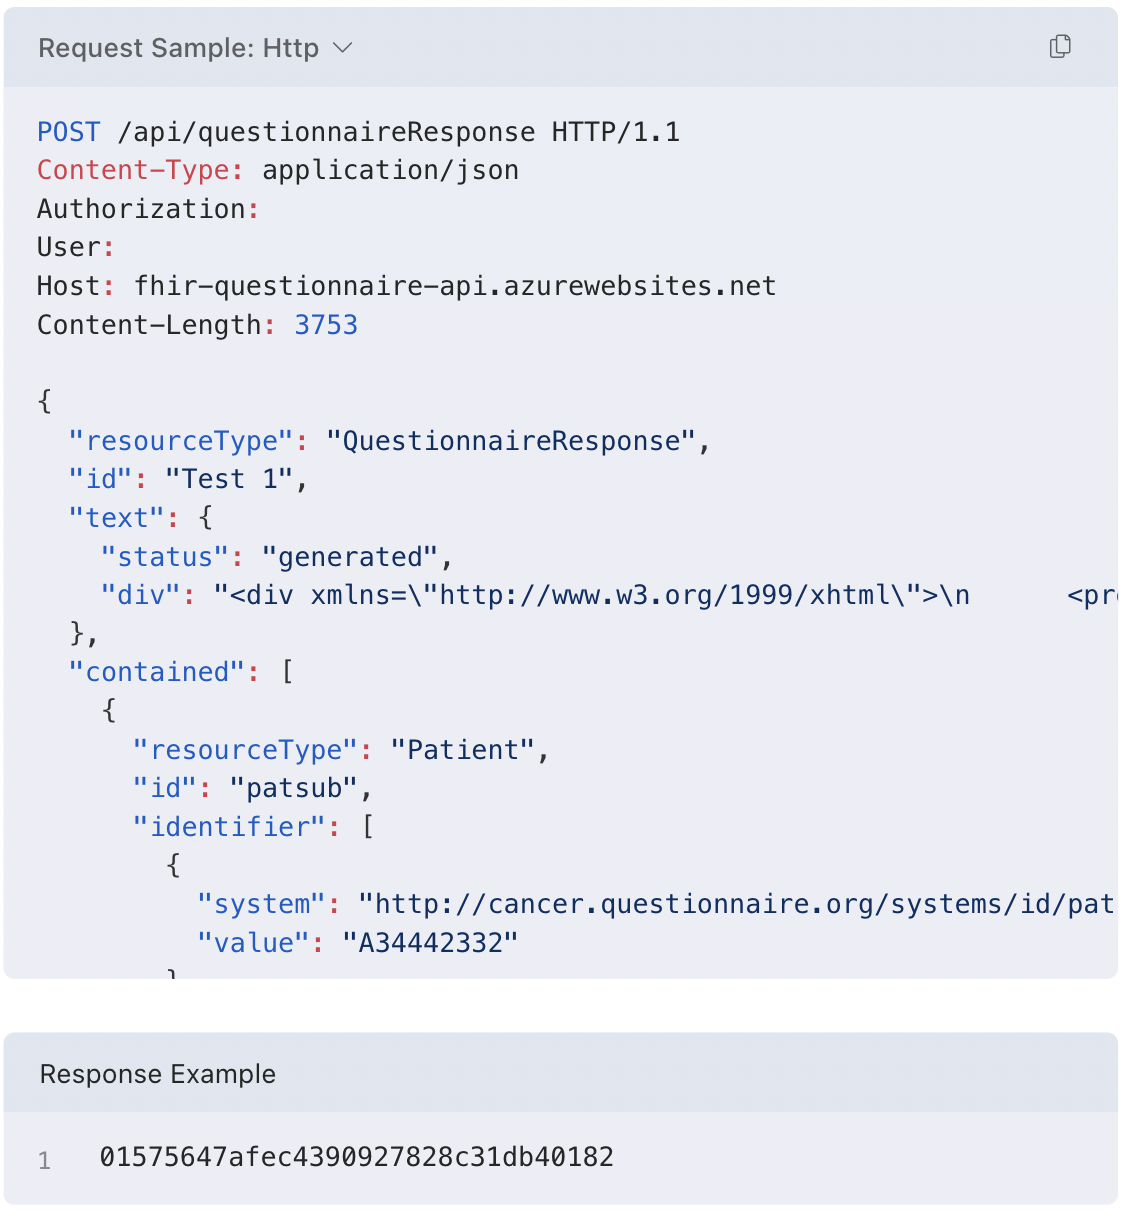 Request Sample: Http
POST /api/questionnaireResponse HTTP/1.1
Content-Type: application/json
Authorization:
User:
Host: fhir-questionnaire-api.azurewebsites.net
Content-Length: 3753
{
  "resourceType": "QuestionnaireResponse",
  "id": "Test 1",
  "text": {
    "status": "generated",
    "div": "<div xmlns=\"http://www.w3.org/1999/xhtml\">\n      <pr
  },
  "contained": [
    {
      "resourceType": "Patient",
      "id": "patsub",
      "identifier": [
        {
          "system": "http://cancer.questionnaire.org/systems/id/pat
          "value": "A34442332"
        }
Response Example
1 01575647afec4390927828c31db40182